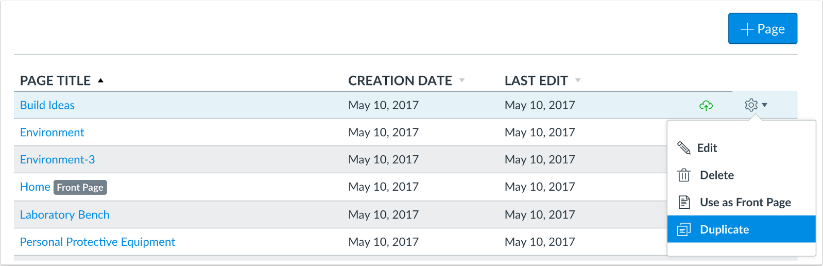 + Page
PAGE TITLE CREATION DATE LAST EDIT
Build Ideas May 10, 2017 May 10, 2017
Environment May 10, 2017 May 10, 2017
Environment-3 May 10, 2017 May 10, 2017
Home Front Page May 10, 2017 May 10, 2017
Laboratory Bench May 10, 2017 May 10, 2017
Personal Protective Equipment May 10, 2017 May 10, 2017
Edit
Delete
Use as Front Page
Duplicate